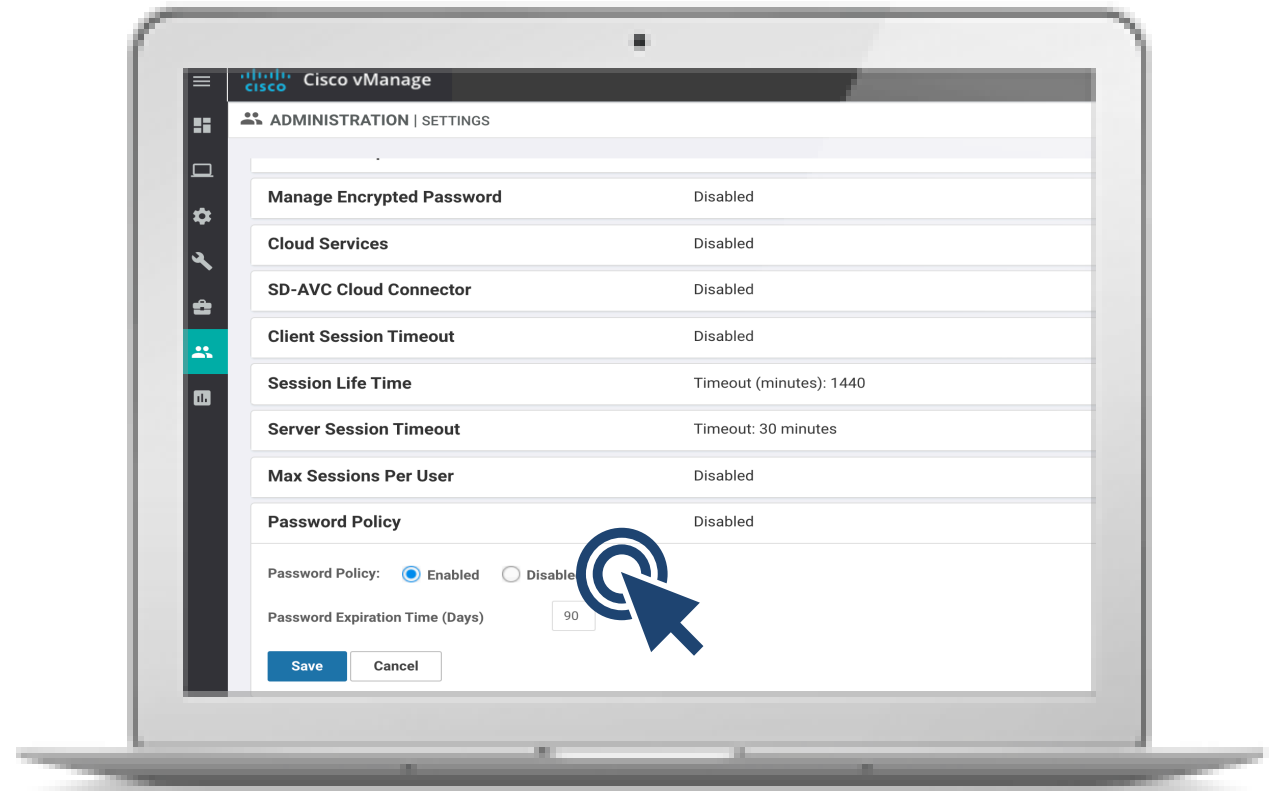 cisco Cisco vManage
ADMINISTRATION | SETTINGS
Manage Encrypted Password Disabled
Cloud Services Disabled
SD-AVC Cloud Connector Disabled
Client Session Timeout Disabled
Session Life Time Timeout (minutes): 1440
Server Session Timeout Timeout: 30 minutes
Max Sessions Per User Disabled
Password Policy Disabled
Password Policy: Enabled Disable
Password Expiration Time (Days) 90
Save Cancel